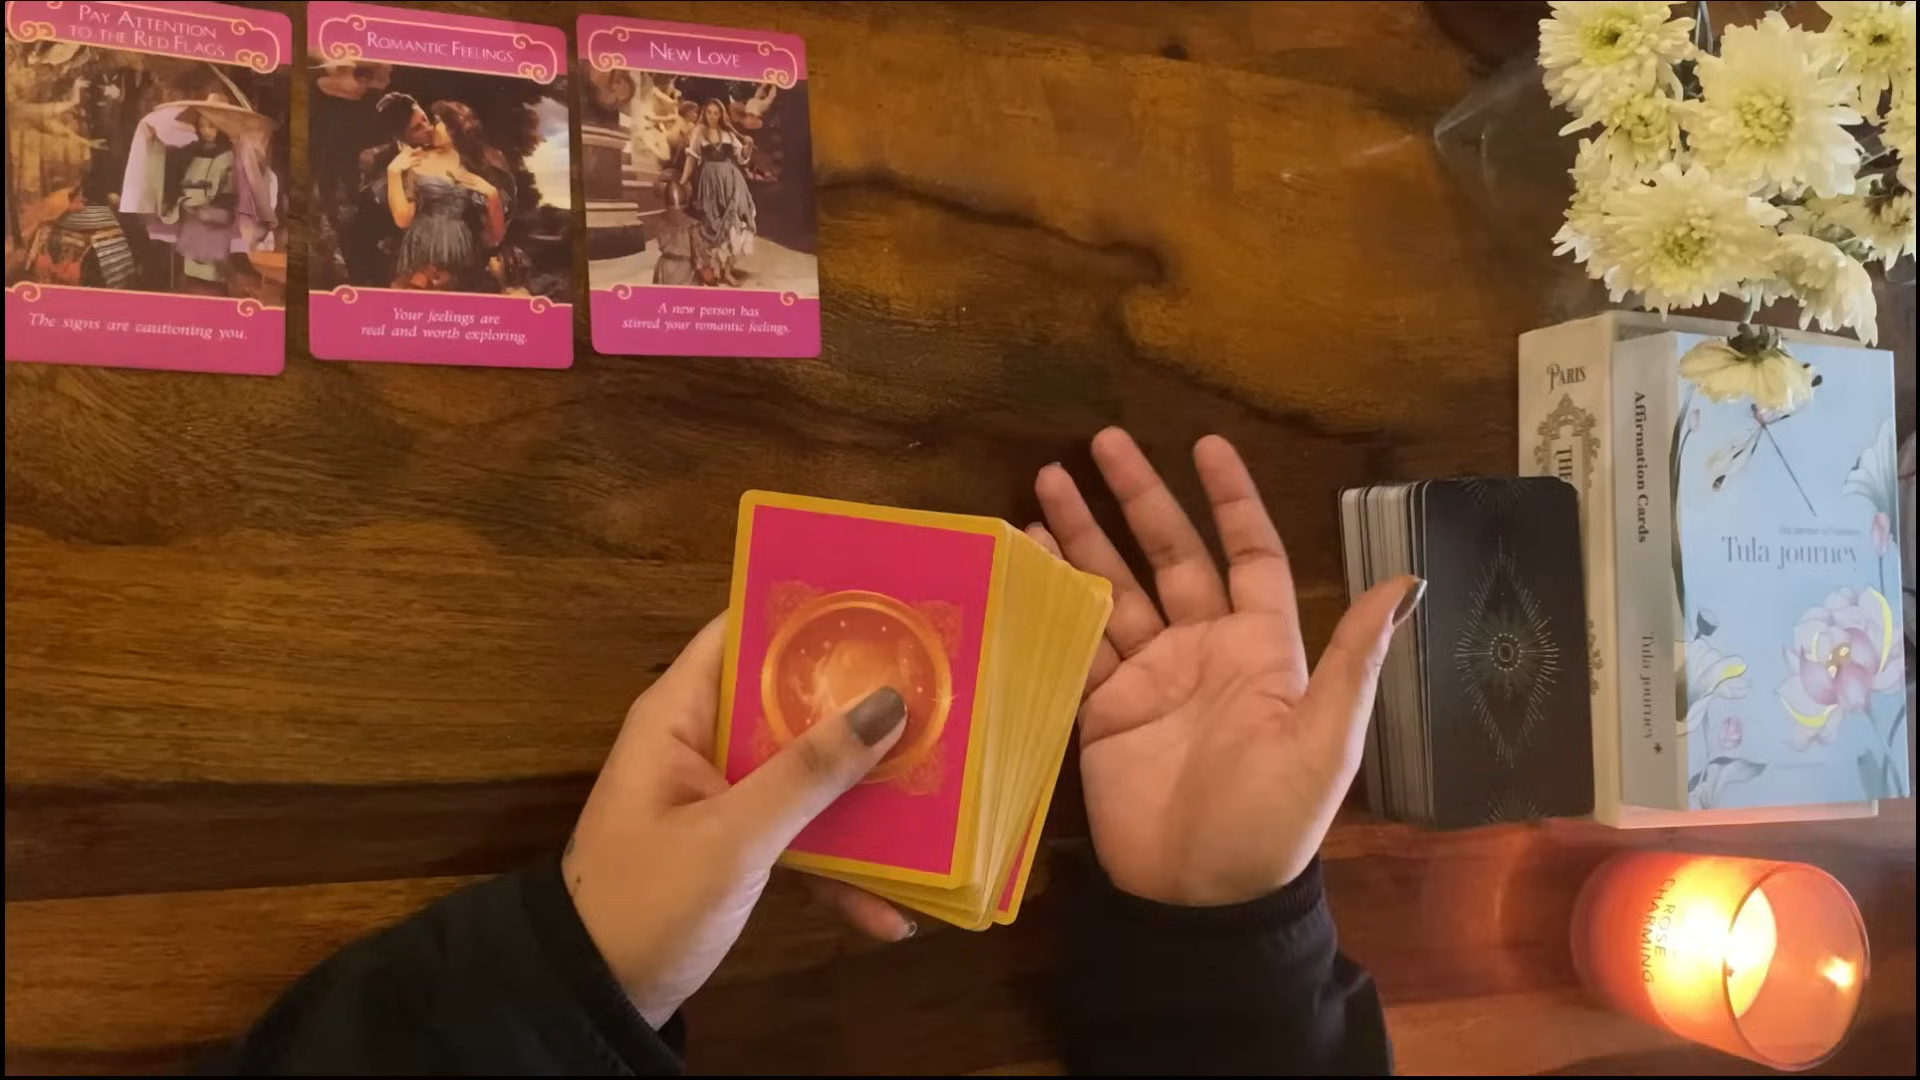 PAY ATTENTION
TO THE RED FLAGS
The signs are cautioning you.
ROMANTIC FEELINGS
Your feelings are
real and worth exploring.
NEW LOVE
A new person has
stirred your romantic feelings.
PARIS
THE
Affirmation Cards
Tula journey
Tula journey
ROSE
CHARMING